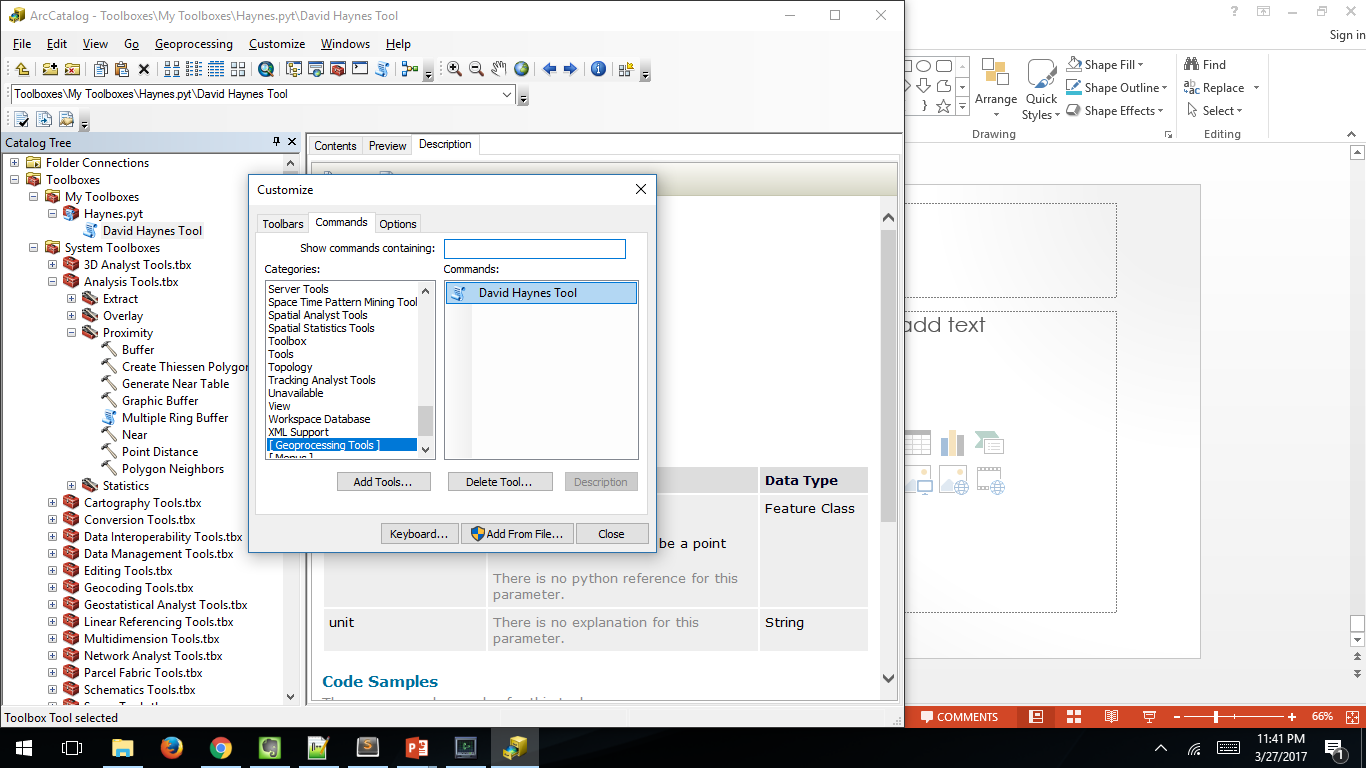 ArcCatalog - Toolboxes\My Toolboxes\Haynes.pyt\David Haynes Tool
File Edit View Go Geoprocessing Customize Windows Help
Toolboxes\My Toolboxes\Haynes.pyt\David Haynes Tool
Catalog Tree
Folder Connections
Toolboxes
My Toolboxes
Haynes.pyt
David Haynes Tool
System Toolboxes
3D Analyst Tools.tbx
Analysis Tools.tbx
Extract
Overlay
Proximity
Buffer
Create Thiessen Polygon
Generate Near Table
Graphic Buffer
Multiple Ring Buffer
Near
Point Distance
Polygon Neighbors
Statistics
Cartography Tools.tbx
Conversion Tools.tbx
Data Interoperability Tools.tbx
Data Management Tools.tbx
Editing Tools.tbx
Geocoding Tools.tbx
Geostatistical Analyst Tools.tbx
Linear Referencing Tools.tbx
Multidimension Tools.tbx
Network Analyst Tools.tbx
Parcel Fabric Tools.tbx
Schematics Tools.tbx
Toolbox Tool selected
Contents Preview Description
Customize
Toolbars Commands Options
Show commands containing:
Categories: Commands:
Server Tools
Space Time Pattern Mining Tool
Spatial Analyst Tools
Spatial Statistics Tools
Toolbox
Tools
Topology
Tracking Analyst Tools
Unavailable
View
Workspace Database
XML Support
[ Geoprocessing Tools ]
[ Menus ]
David Haynes Tool
Add Tools... Delete Tool... Description
Keyboard... Add From File... Close
Data Type
Feature Class
be a point
There is no python reference for this
parameter.
unit There is no explanation for this String
parameter.
Code Samples
Sign in
Arrange
Quick
Styles
Shape Fill
Shape Outline
Shape Effects
Drawing
Find
Replace
Select
Editing
add text
COMMENTS 66%
11:41 PM
3/27/2017
1